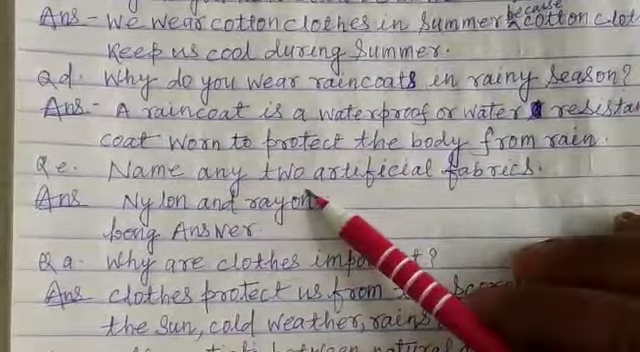 Ans - We wear cotton clothes in summer because cotton clot
keep us cool during summer.
Q d. Why do you wear raincoats in rainy season?
Ans - A raincoat is a waterproof or water resistan
coat worn to protect the body from rain.
Q e. Name any two artificial fabrics.
Ans Nylon and rayon
long Answer
Q a. Why are clothes impo t?
Ans clothes protect us from
the sun, cold weather, rains
between natural